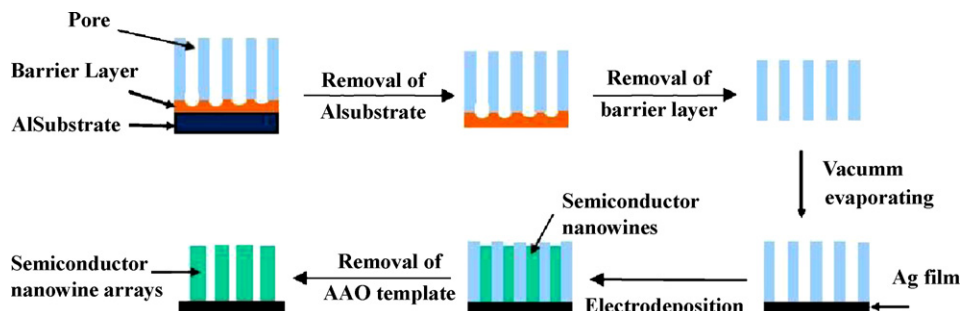 Pore
Barrier Layer
AlSubstrate
Removal of
Alsubstrate
Removal of
barrier layer
Vacumm
evaporating
Ag film
Electrodeposition
Semiconductor
nanowines
Removal of
AAO template
Semiconductor
nanowine arrays